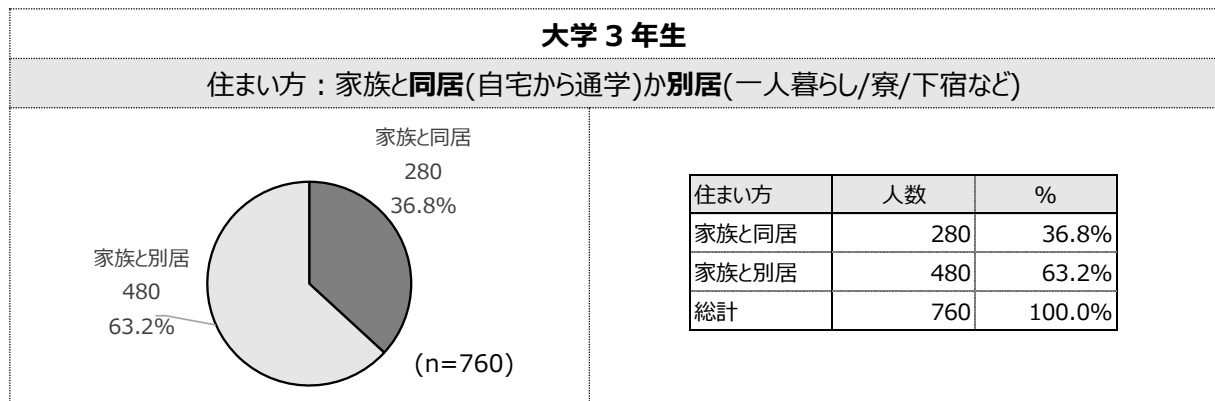 大学３年生
住まい方：家族と同居(自宅から通学)か別居(一人暮らし/寮/下宿など)
家族と同居
280
36.8%
家族と別居
480
63.2%
(n=760)
住まい方 人数 %
家族と同居 280 36.8%
家族と別居 480 63.2%
総計 760 100.0%